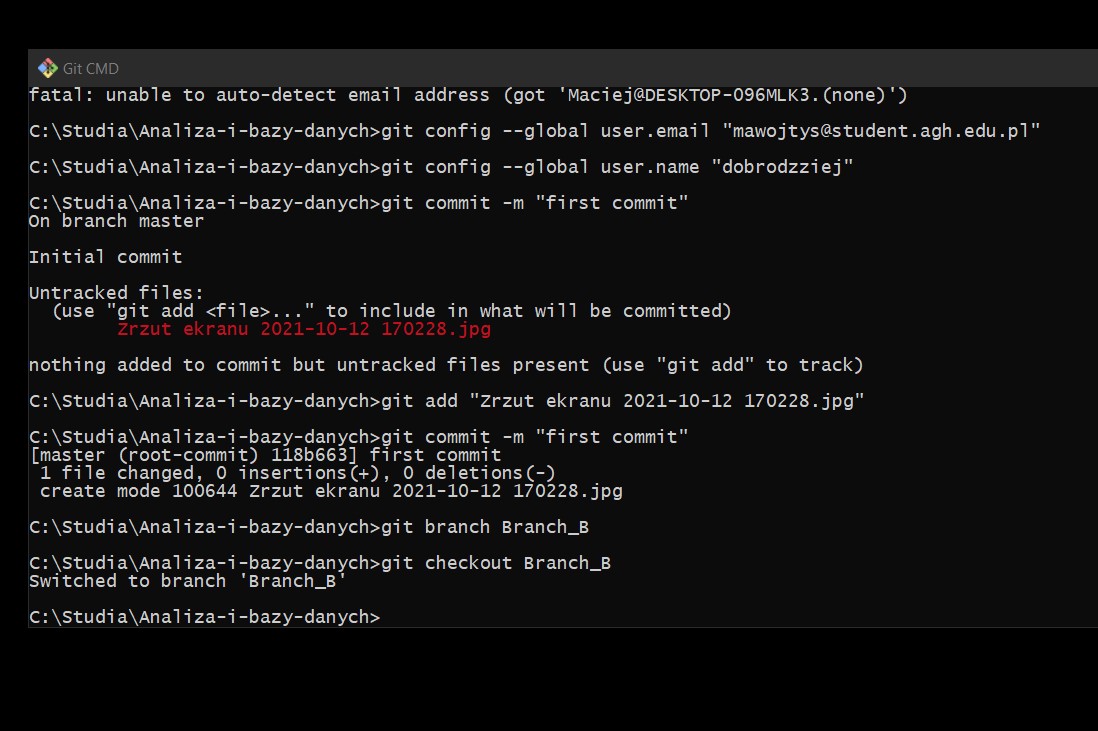 Git CMD
fatal: unable to auto-detect email address (got 'Maciej@DESKTOP-O96MLK3.(none)')
C:\Studia\Analiza-i-bazy-danych>git config --global user.email "mawojtys@student.agh.edu.pl"
C:\Studia\Analiza-i-bazy-danych>git config --global user.name "dobrodzziej"
C:\Studia\Analiza-i-bazy-danych>git commit -m "first commit"
On branch master
Initial commit
Untracked files:
  (use "git add <file>..." to include in what will be committed)
        Zrzut ekranu 2021-10-12 170228.jpg
nothing added to commit but untracked files present (use "git add" to track)
C:\Studia\Analiza-i-bazy-danych>git add "Zrzut ekranu 2021-10-12 170228.jpg"
C:\Studia\Analiza-i-bazy-danych>git commit -m "first commit"
[master (root-commit) 118b663] first commit
 1 file changed, 0 insertions(+), 0 deletions(-)
 create mode 100644 Zrzut ekranu 2021-10-12 170228.jpg
C:\Studia\Analiza-i-bazy-danych>git branch Branch_B
C:\Studia\Analiza-i-bazy-danych>git checkout Branch_B
Switched to branch 'Branch_B'
C:\Studia\Analiza-i-bazy-danych>